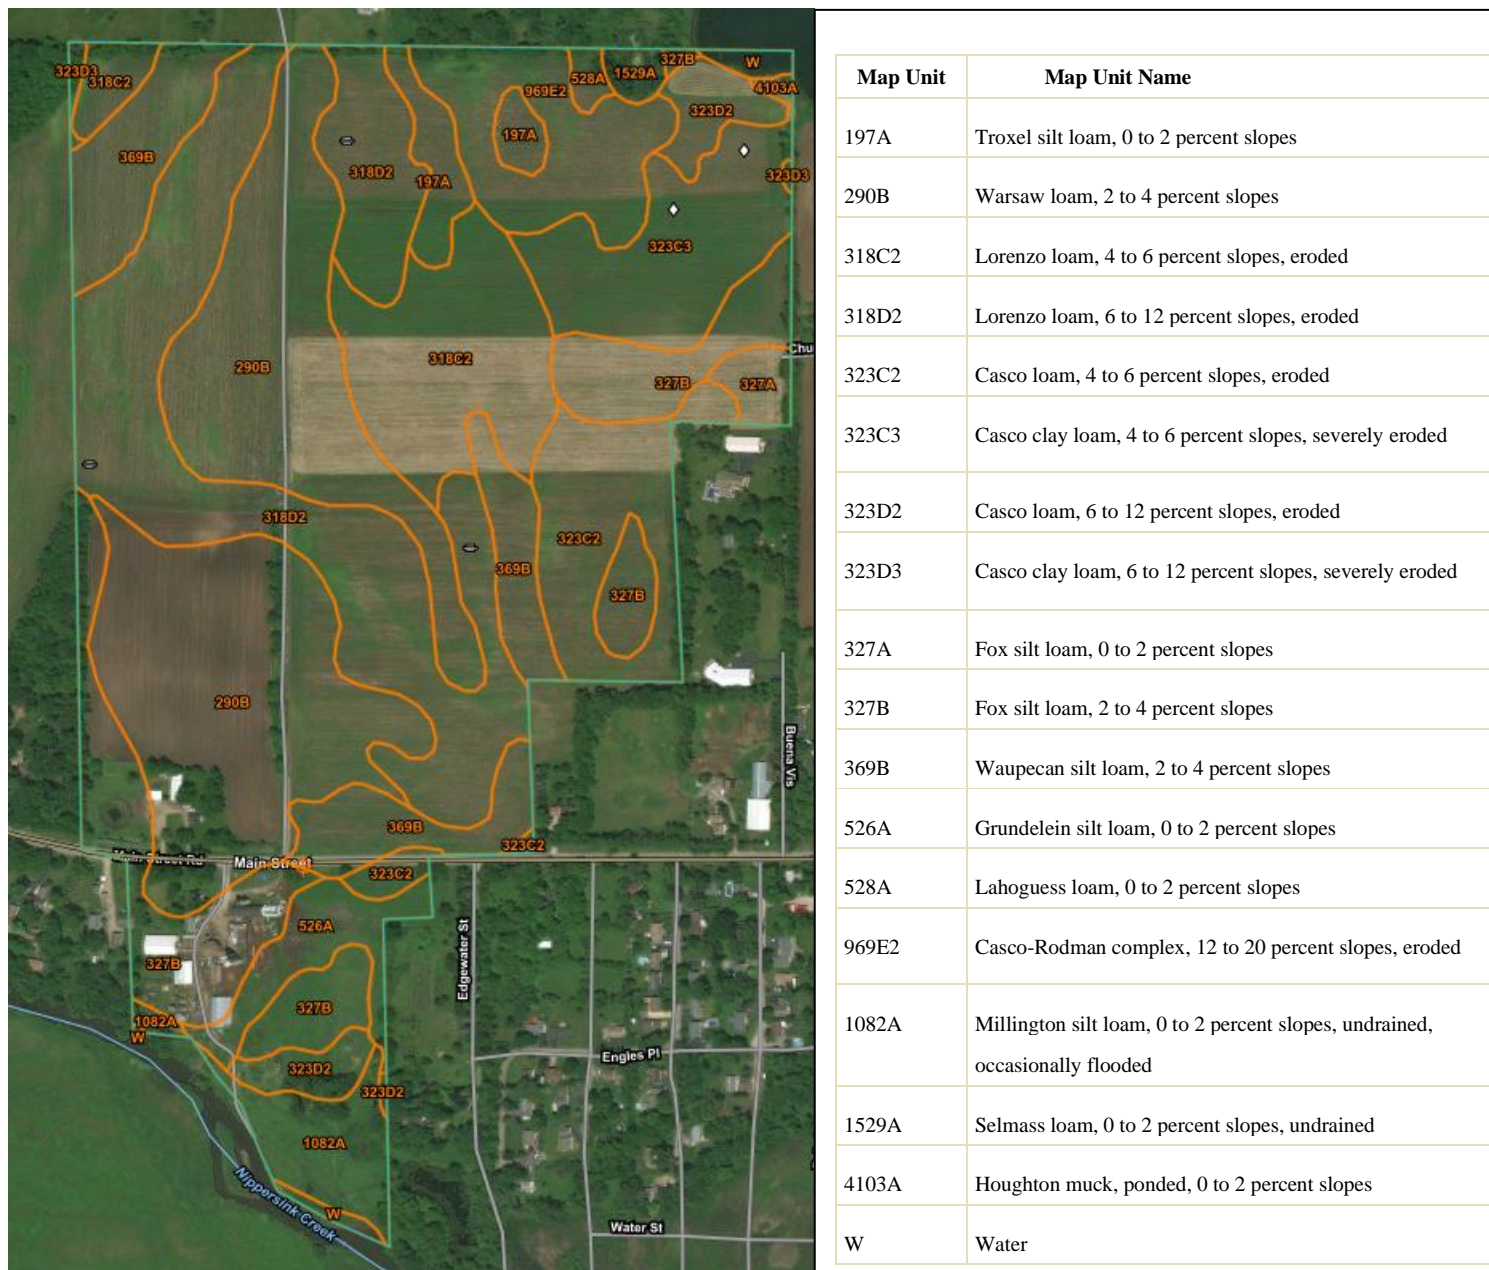 323D3
318C2
369B
318D2
197A
969E2
197A
528A
1529A
327B
W
4103A
323D2
323D3
323C3
290B
318C2
327B
327A
Chu
318D2
369B
323C2
327B
290B
369B
323C2
Main Street Rd
Main Street
323C2
526A
327B
327B
1082A
W
323D2
323D2
1082A
W
Nippersink Creek
Edgewater St
Buena Vis
Engles Pl
Water St
Map Unit Map Unit Name
197A Troxel silt loam, 0 to 2 percent slopes
290B Warsaw loam, 2 to 4 percent slopes
318C2 Lorenzo loam, 4 to 6 percent slopes, eroded
318D2 Lorenzo loam, 6 to 12 percent slopes, eroded
323C2 Casco loam, 4 to 6 percent slopes, eroded
323C3 Casco clay loam, 4 to 6 percent slopes, severely eroded
323D2 Casco loam, 6 to 12 percent slopes, eroded
323D3 Casco clay loam, 6 to 12 percent slopes, severely eroded
327A Fox silt loam, 0 to 2 percent slopes
327B Fox silt loam, 2 to 4 percent slopes
369B Waupecan silt loam, 2 to 4 percent slopes
526A Grundelein silt loam, 0 to 2 percent slopes
528A Lahoguess loam, 0 to 2 percent slopes
969E2 Casco-Rodman complex, 12 to 20 percent slopes, eroded
1082A Millington silt loam, 0 to 2 percent slopes, undrained,
occasionally flooded
1529A Selmass loam, 0 to 2 percent slopes, undrained
4103A Houghton muck, ponded, 0 to 2 percent slopes
W Water